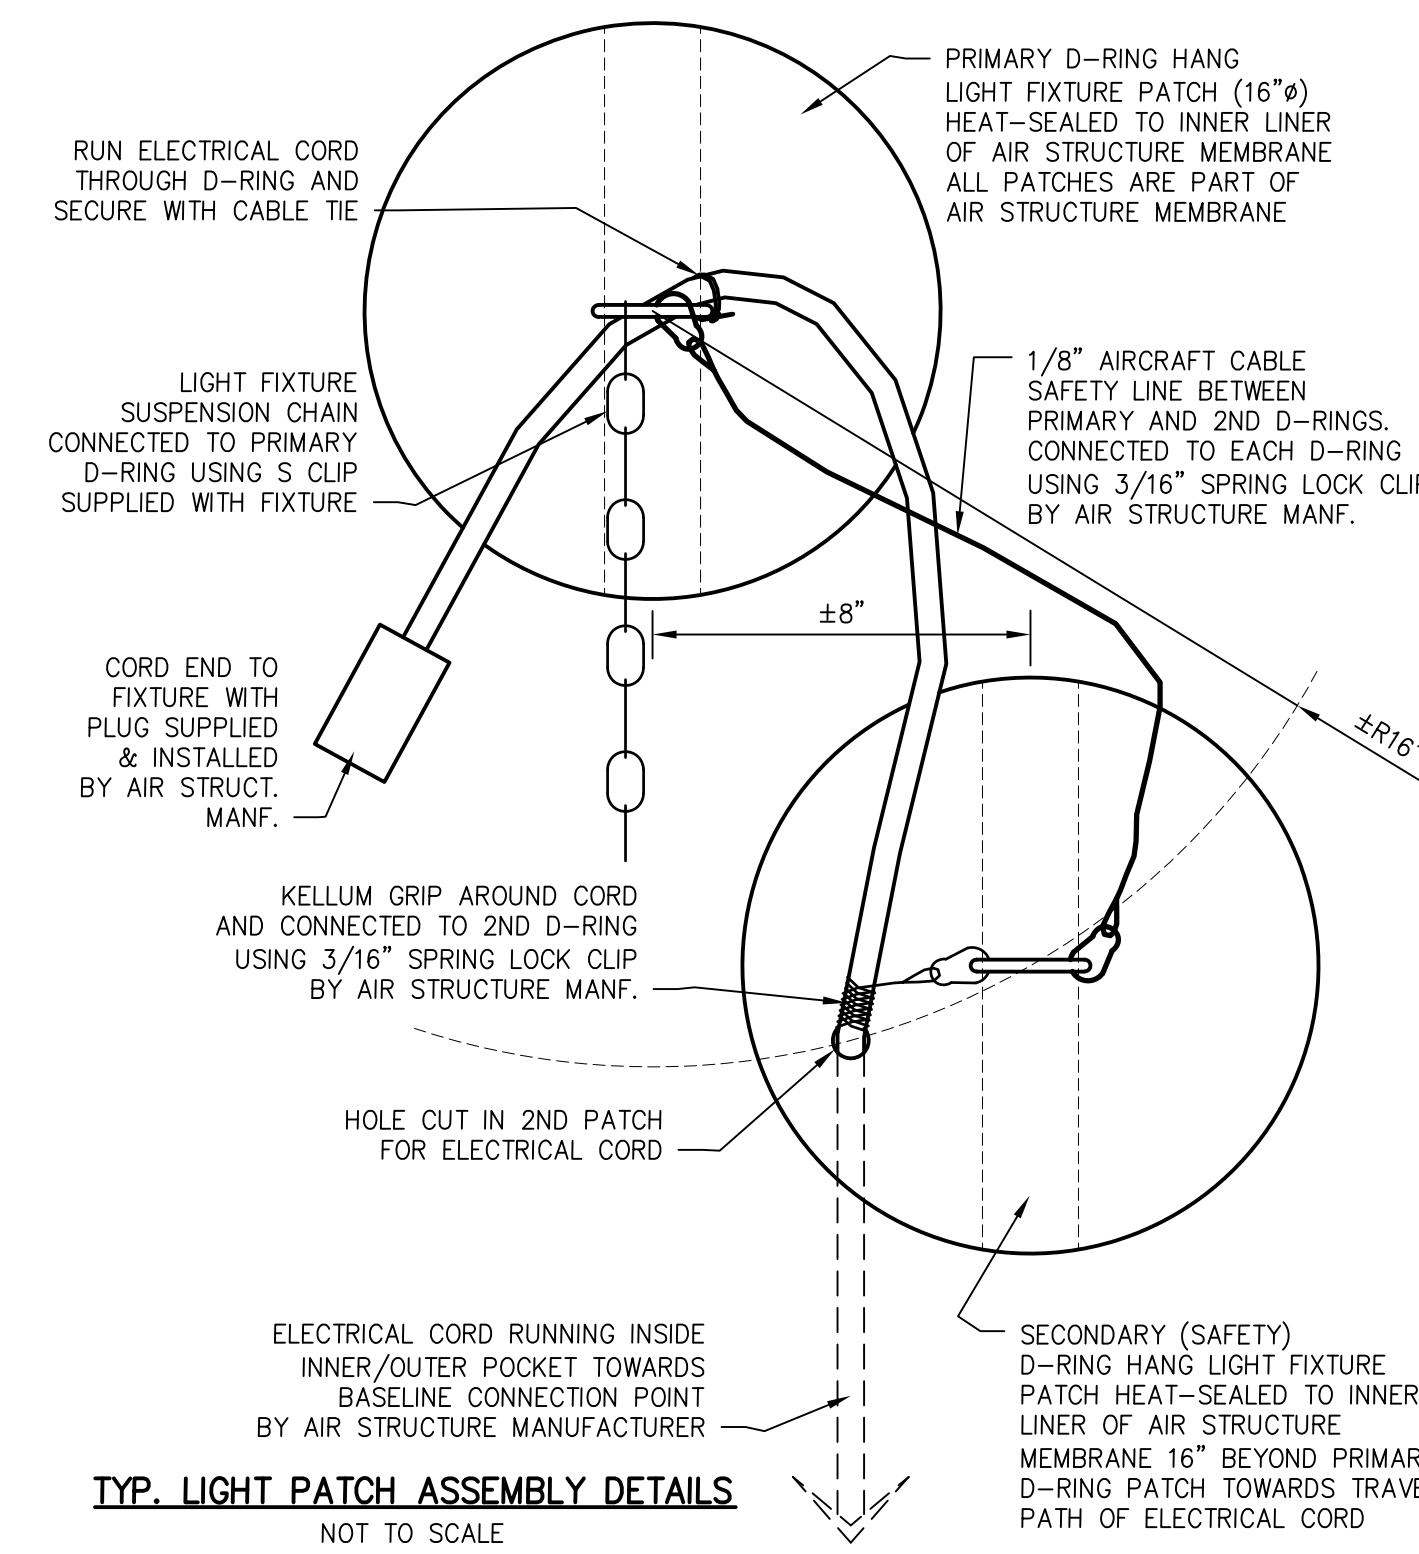 PRIMARY D-RING HANG
LIGHT FIXTURE PATCH (16"ø)
HEAT-SEALED TO INNER LINER
OF AIR STRUCTURE MEMBRANE
ALL PATCHES ARE PART OF
AIR STRUCTURE MEMBRANE
RUN ELECTRICAL CORD
THROUGH D-RING AND
SECURE WITH CABLE TIE
1/8" AIRCRAFT CABLE
SAFETY LINE BETWEEN
PRIMARY AND 2ND D-RINGS.
CONNECTED TO EACH D-RING
USING 3/16" SPRING LOCK
BY AIR STRUCTURE MANF.
LIGHT FIXTURE
SUSPENSION CHAIN
CONNECTED TO PRIMARY
D-RING USING S CLIP
SUPPLIED WITH FIXTURE
±8"
±R16"
CORD END TO
FIXTURE WITH
PLUG SUPPLIED
& INSTALLED
BY AIR STRUCT.
MANF.
KELLUM GRIP AROUND CORD
AND CONNECTED TO 2ND D-RING
USING 3/16" SPRING LOCK CLIP
BY AIR STRUCTURE MANF.
HOLE CUT IN 2ND PATCH
FOR ELECTRICAL CORD
ELECTRICAL CORD RUNNING INSIDE
INNER/OUTER POCKET TOWARDS
BASELINE CONNECTION POINT
BY AIR STRUCTURE MANUFACTURER
SECONDARY (SAFETY)
D-RING HANG LIGHT FIXTURE
PATCH HEAT-SEALED TO INNER
LINER OF AIR STRUCTURE
MEMBRANE 16" BEYOND
D-RING PATCH TOWARDS
PATH OF ELECTRICAL CORD
TYP. LIGHT PATCH ASSEMBLY DETAILS
NOT TO SCALE